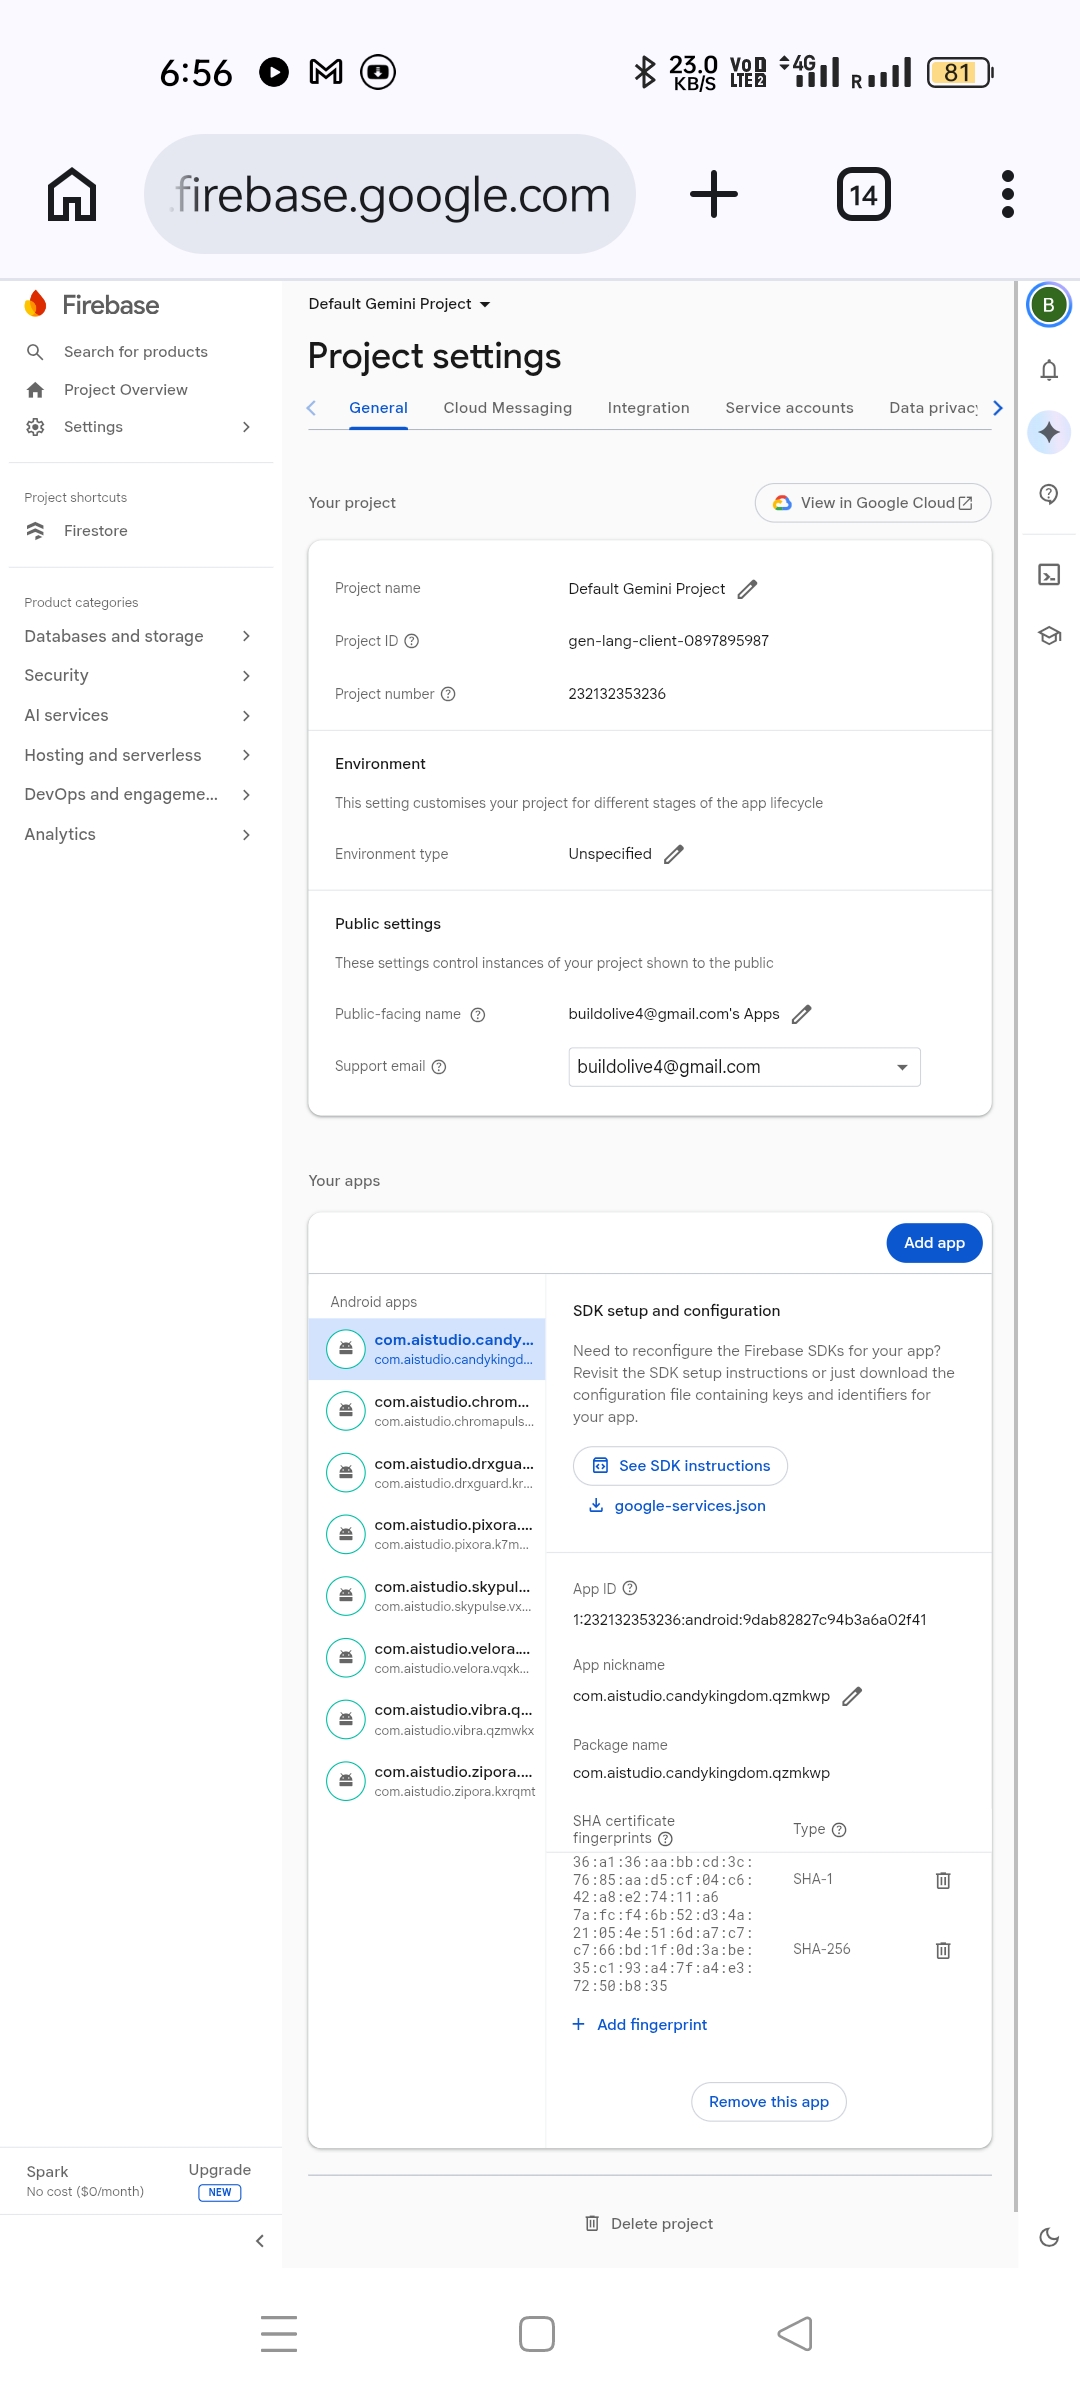 6:56
23.0
KB/S
Vo 1
LTE 2
4G
R
81
.firebase.google.com
14
Firebase
Search for products
Project Overview
Settings
Project shortcuts
Firestore
Product categories
Databases and storage
Security
AI services
Hosting and serverless
DevOps and engageme...
Analytics
Spark
No cost ($0/month)
Upgrade
NEW
Default Gemini Project
Project settings
General
Cloud Messaging
Integration
Service accounts
Data privacy
Your project
View in Google Cloud
Project name
Default Gemini Project
Project ID
gen-lang-client-0897895987
Project number
232132353236
Environment
This setting customises your project for different stages of the app lifecycle
Environment type
Unspecified
Public settings
These settings control instances of your project shown to the public
Public-facing name
buildolive4@gmail.com's Apps
Support email
buildolive4@gmail.com
Your apps
Add app
Android apps
com.aistudio.candy...
com.aistudio.candykingd...
com.aistudio.chrom...
com.aistudio.chromapuls...
com.aistudio.drxgua...
com.aistudio.drxguard.kr...
com.aistudio.pixora....
com.aistudio.pixora.k7m...
com.aistudio.skypul...
com.aistudio.skypulse.vx...
com.aistudio.velora....
com.aistudio.velora.vqxk...
com.aistudio.vibra.q...
com.aistudio.vibra.qzmwkx
com.aistudio.zipora....
com.aistudio.zipora.kxrqmt
SDK setup and configuration
Need to reconfigure the Firebase SDKs for your app?
Revisit the SDK setup instructions or just download the
configuration file containing keys and identifiers for
your app.
See SDK instructions
google-services.json
App ID
1:232132353236:android:9dab82827c94b3a6a02f41
App nickname
com.aistudio.candykingdom.qzmkwp
Package name
com.aistudio.candykingdom.qzmkwp
SHA certificate
fingerprints
Type
36:a1:36:aa:bb:cd:3c:
76:85:aa:d5:cf:04:c6:
42:a8:e2:74:11:a6
SHA-1
7a:fc:f4:6b:52:d3:4a:
21:05:4e:51:6d:a7:c7:
c7:66:bd:1f:0d:3a:be:
35:c1:93:a4:7f:a4:e3:
72:50:b8:35
SHA-256
Add fingerprint
Remove this app
Delete project
B